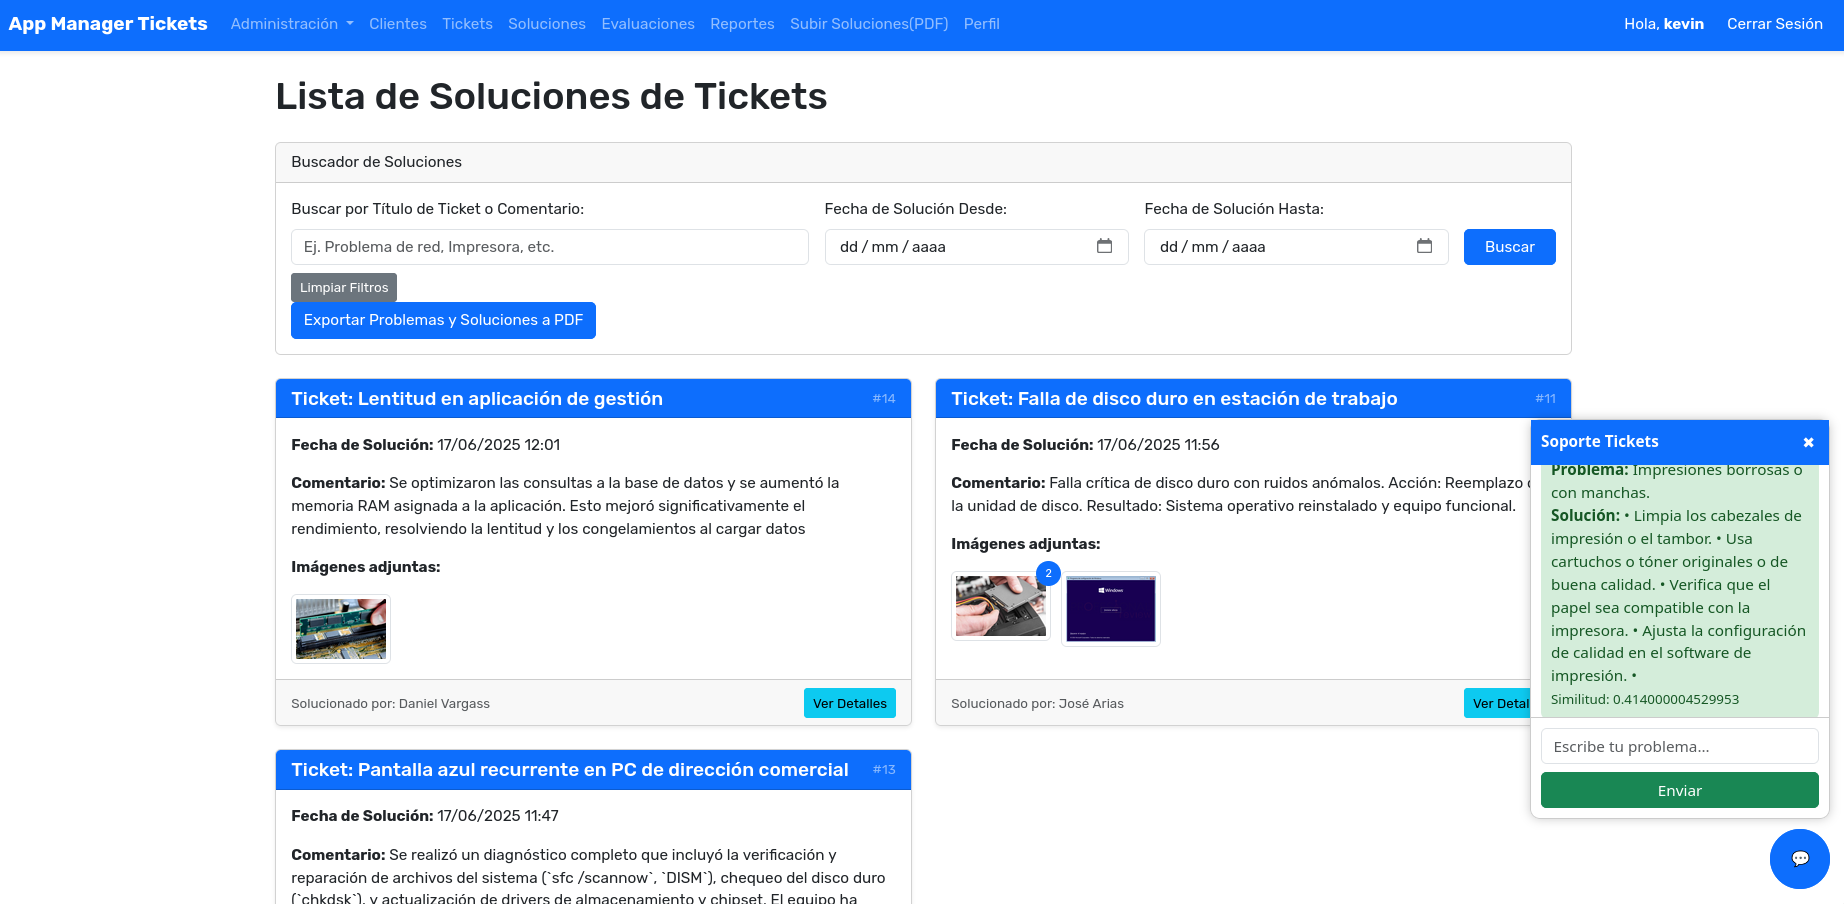 App Manager Tickets Administración Clientes Tickets Soluciones Evaluaciones Reportes Subir Soluciones(PDF) Perfil Hola, kevin Cerrar Sesión
Lista de Soluciones de Tickets
Buscador de Soluciones
Buscar por Título de Ticket o Comentario: Fecha de Solución Desde: Fecha de Solución Hasta:
Ej. Problema de red, Impresora, etc. dd / mm / aaaa dd / mm / aaaa Buscar
Limpiar Filtros
Exportar Problemas y Soluciones a PDF
Ticket: Lentitud en aplicación de gestión #14
Fecha de Solución: 17/06/2025 12:01
Comentario: Se optimizaron las consultas a la base de datos y se aumentó la
memoria RAM asignada a la aplicación. Esto mejoró significativamente el
rendimiento, resolviendo la lentitud y los congelamientos al cargar datos
Imágenes adjuntas:
Solucionado por: Daniel Vargass Ver Detalles
Ticket: Falla de disco duro en estación de trabajo #11
Fecha de Solución: 17/06/2025 11:56
Comentario: Falla crítica de disco duro con ruidos anómalos. Acción: Reemplazo
la unidad de disco. Resultado: Sistema operativo reinstalado y equipo funcional.
Imágenes adjuntas:
2
Windows
Solucionado por: José Arias Ver Detal
Ticket: Pantalla azul recurrente en PC de dirección comercial #13
Fecha de Solución: 17/06/2025 11:47
Comentario: Se realizó un diagnóstico completo que incluyó la verificación y
reparación de archivos del sistema (`sfc /scannow`, `DISM`), chequeo del disco duro
(`chkdsk`), y actualización de drivers de almacenamiento y chipset. El equipo ha
Soporte Tickets ✖
Problema: Impresiones borrosas o
con manchas.
Solución: • Limpia los cabezales de
impresión o el tambor. • Usa
cartuchos o tóner originales o de
buena calidad. • Verifica que el
papel sea compatible con la
impresora. • Ajusta la configuración
de calidad en el software de
impresión. •
Similitud: 0.414000004529953
Escribe tu problema...
Enviar